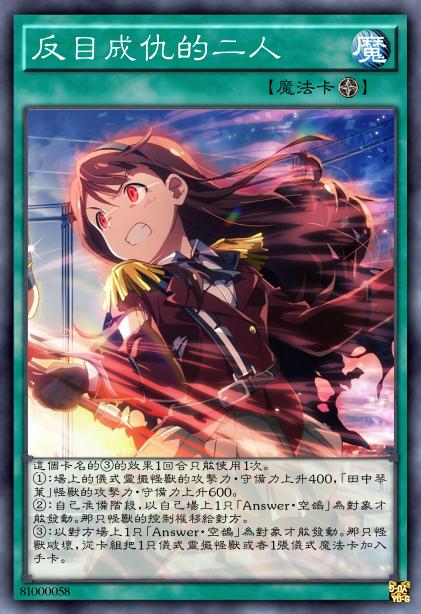 反目成仇的二人
魔
【魔法卡】
這個卡名的③的效果1回合只能使用1次。
①：場上的儀式靈擺怪獸的攻擊力·守備力上升400，「田中琴
葉」怪獸的攻擊力·守備力上升600。
②：自己准備階段，以自己場上1只「Answer·空鴿」為對象才
能發動。那只怪獸的控制權移給對方。
③：以對方場上1只「Answer·空鴿」為對象才能發動。那只怪
獸破壞，從卡組把1只儀式靈擺怪獸或者1張儀式魔法卡加入
手卡。
81000058